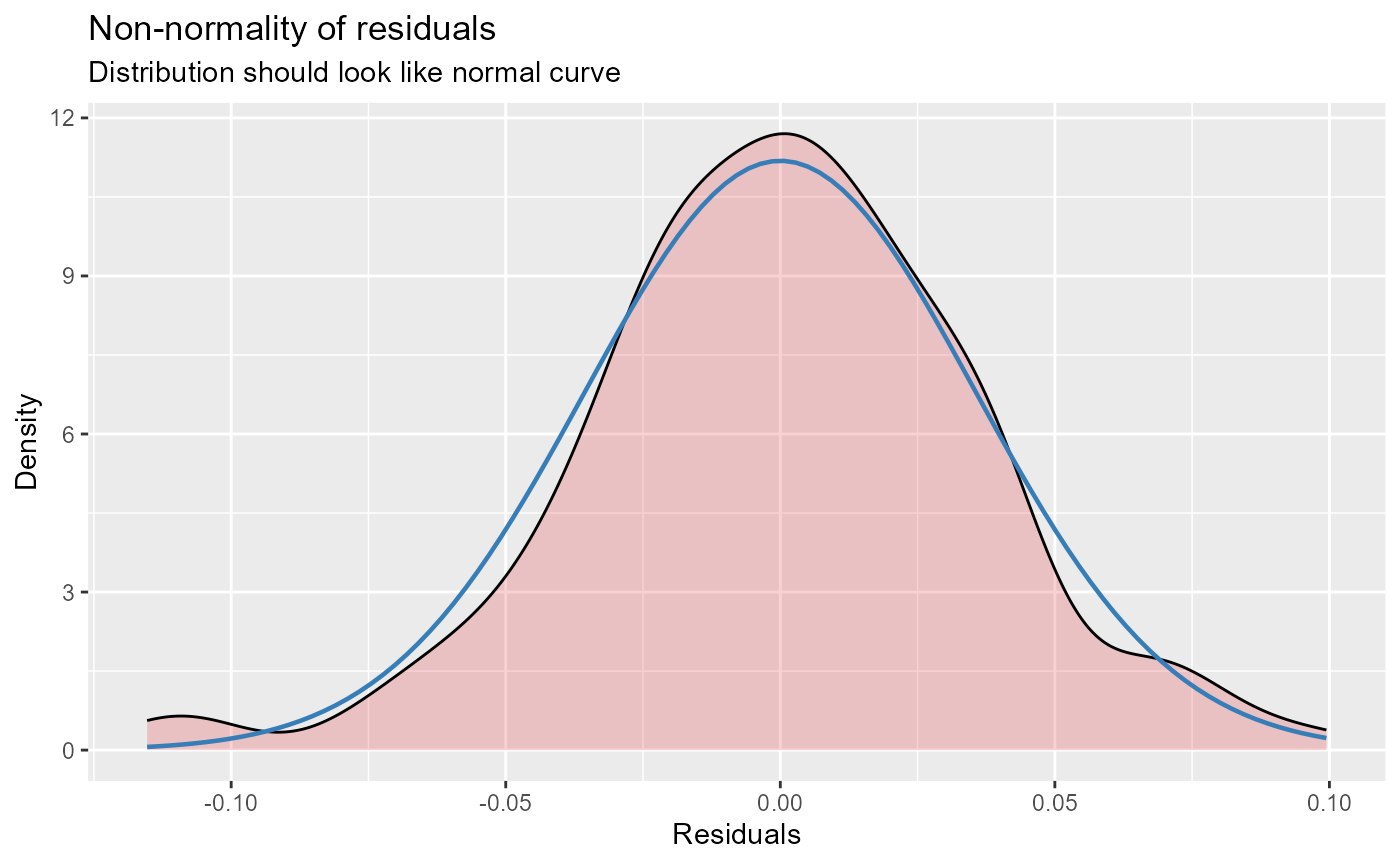 Non-normality of residuals
Distribution should look like normal curve
12
9
6
3
0
Density
-0.10
-0.05
0.00
0.05
0.10
Residuals